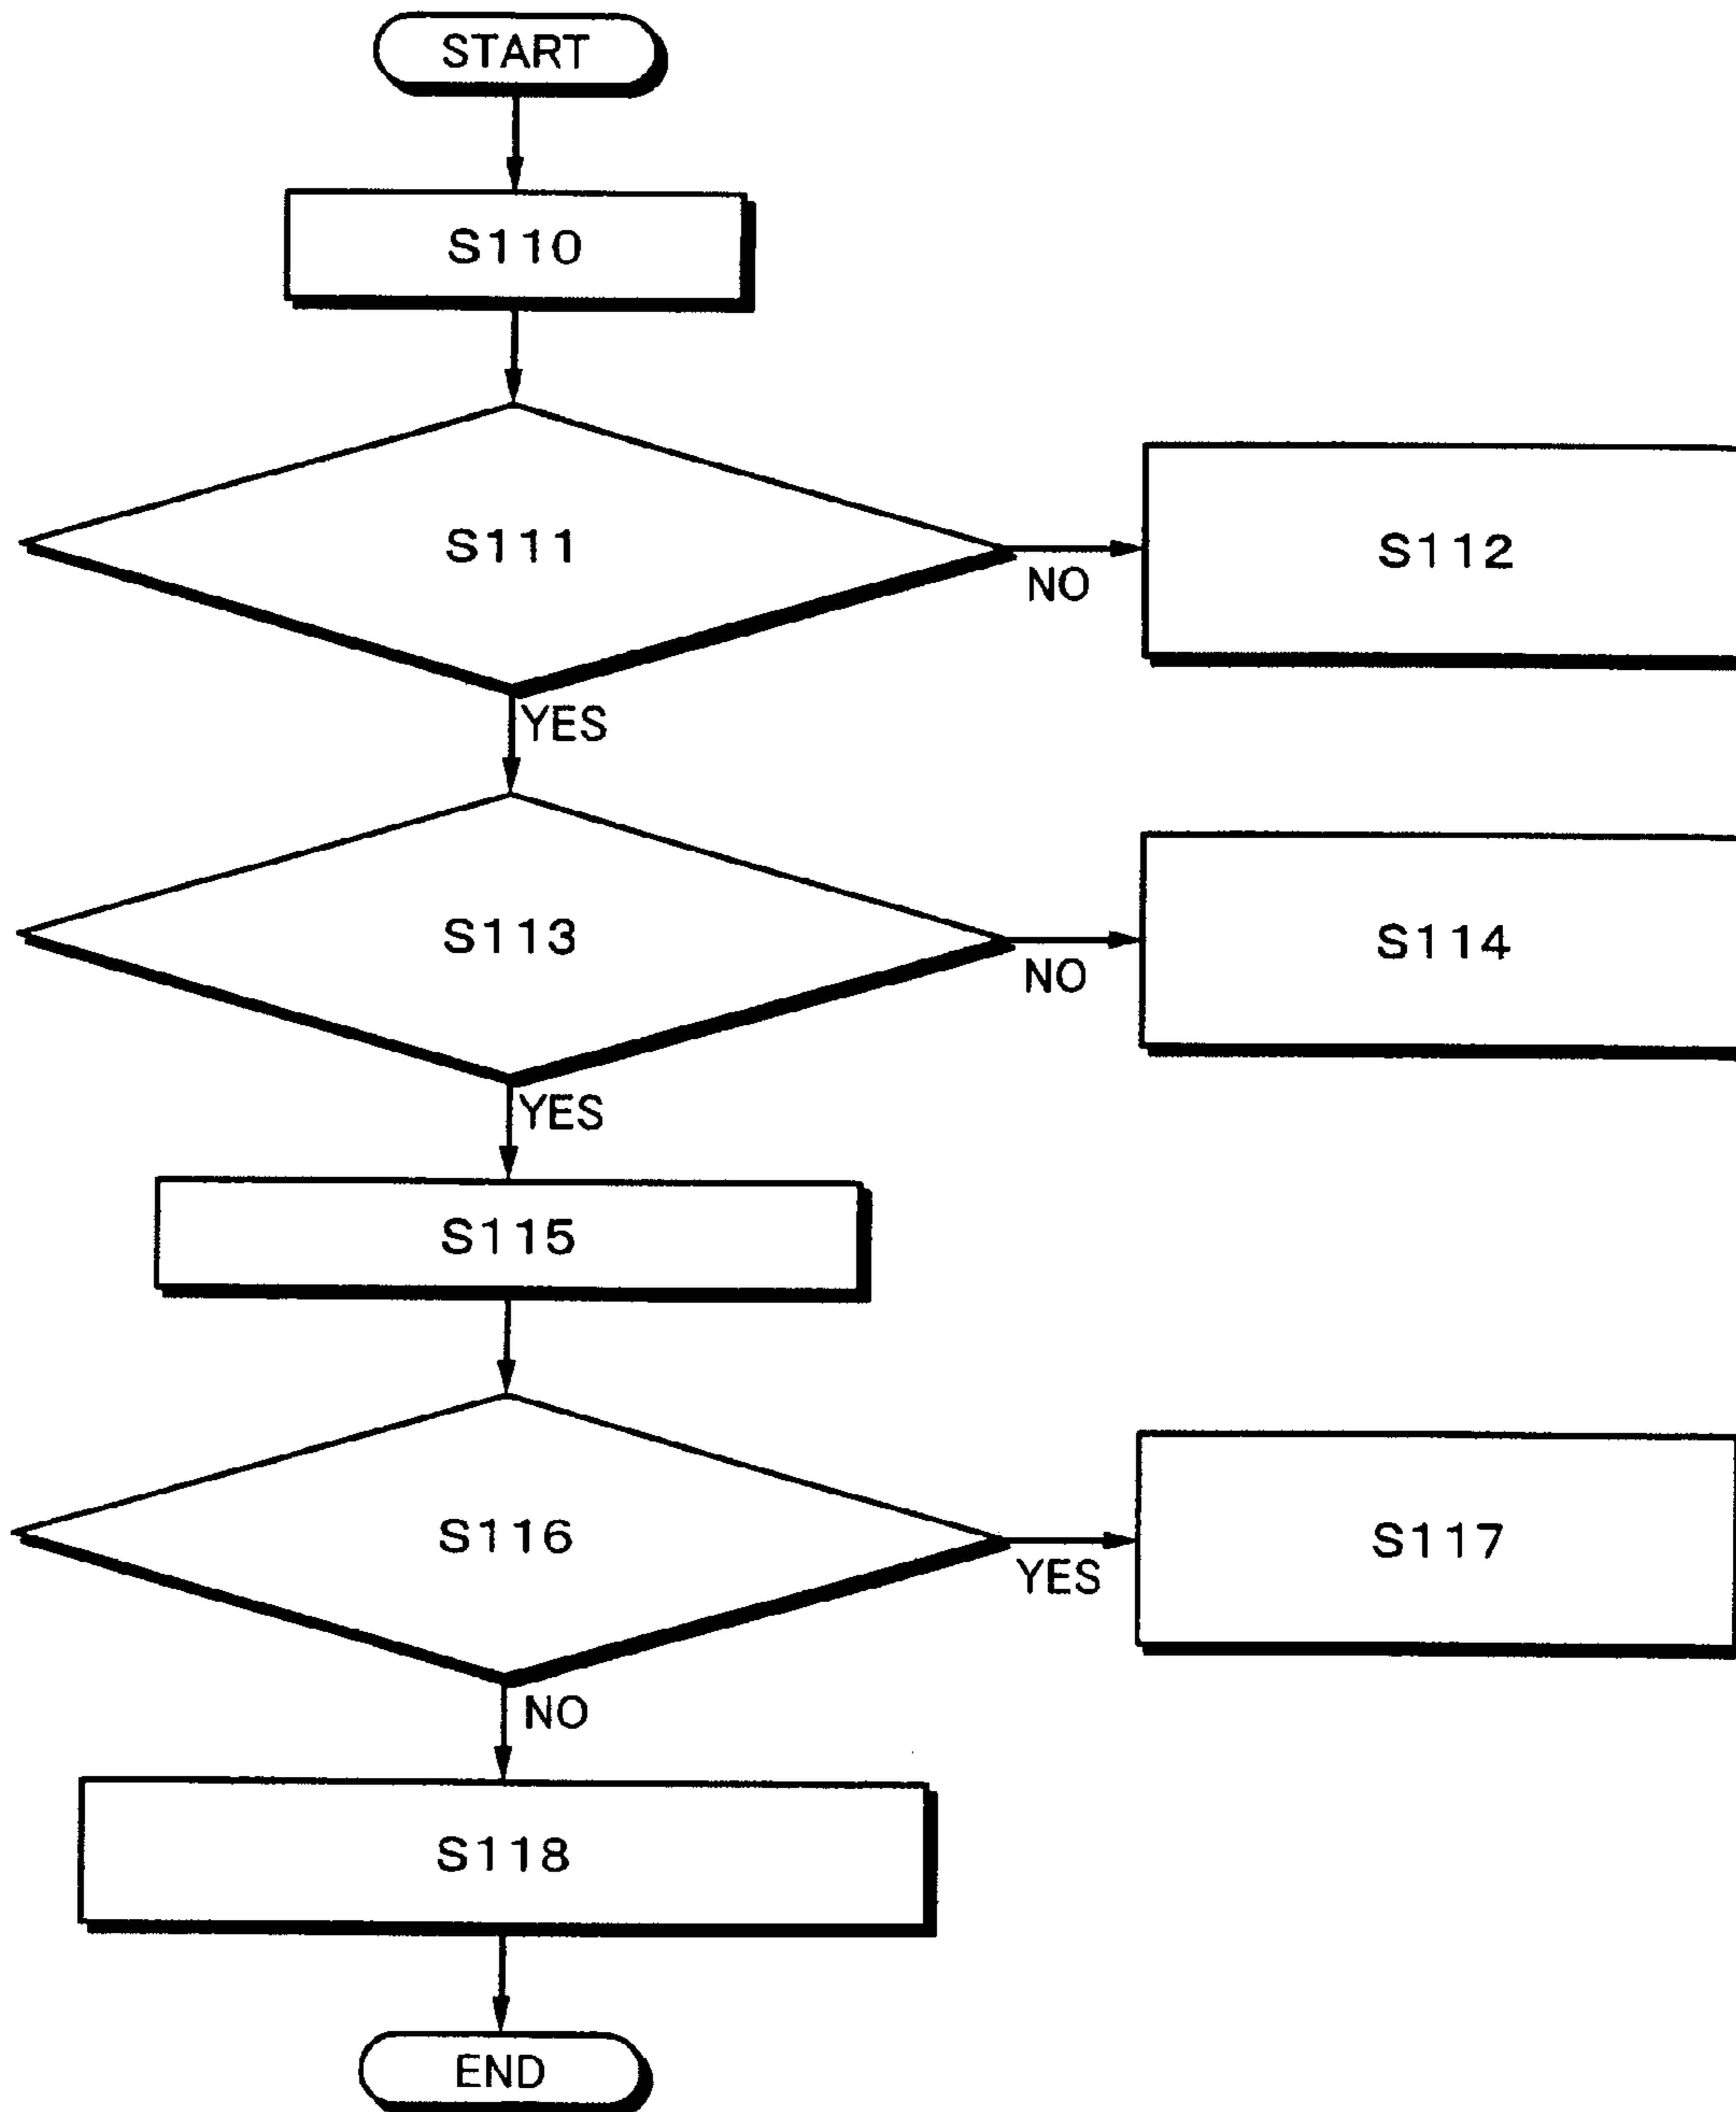 START
S110
S111
NO
S112
YES
S113
NO
S114
YES
S115
S116
YES
S117
NO
S118
END